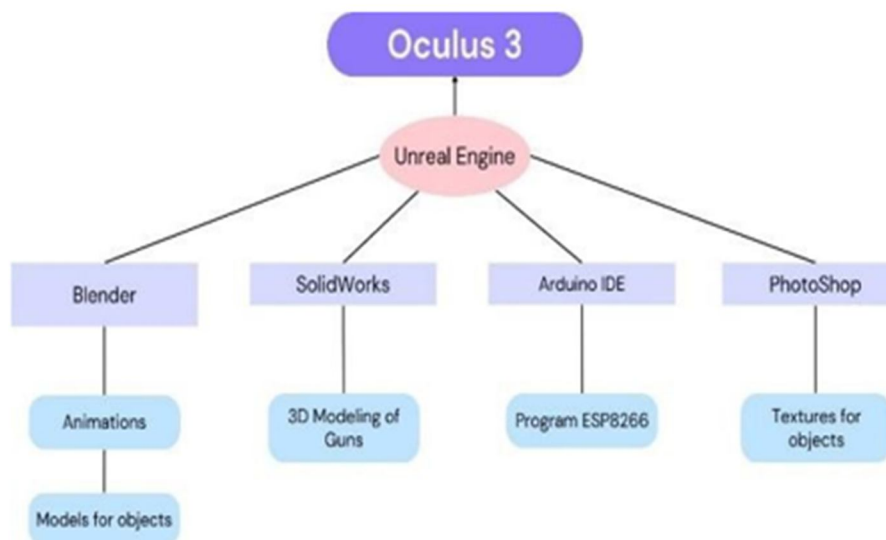 Oculus 3
Unreal Engine
Blender
SolidWorks
Arduino IDE
PhotoShop
Animations
3D Modeling of
Guns
Program ESP8266
Textures for
objects
Models for objects